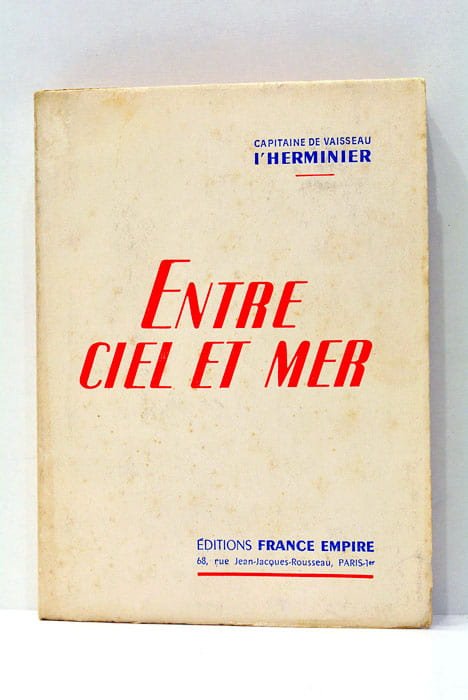 CAPITAINE DE VAISSEAU
l'HERMINIER
ENTRE
CIEL ET MER
ÉDITIONS FRANCE EMPIRE
68, rue Jean-Jacques-Rousseau, PARIS-1er